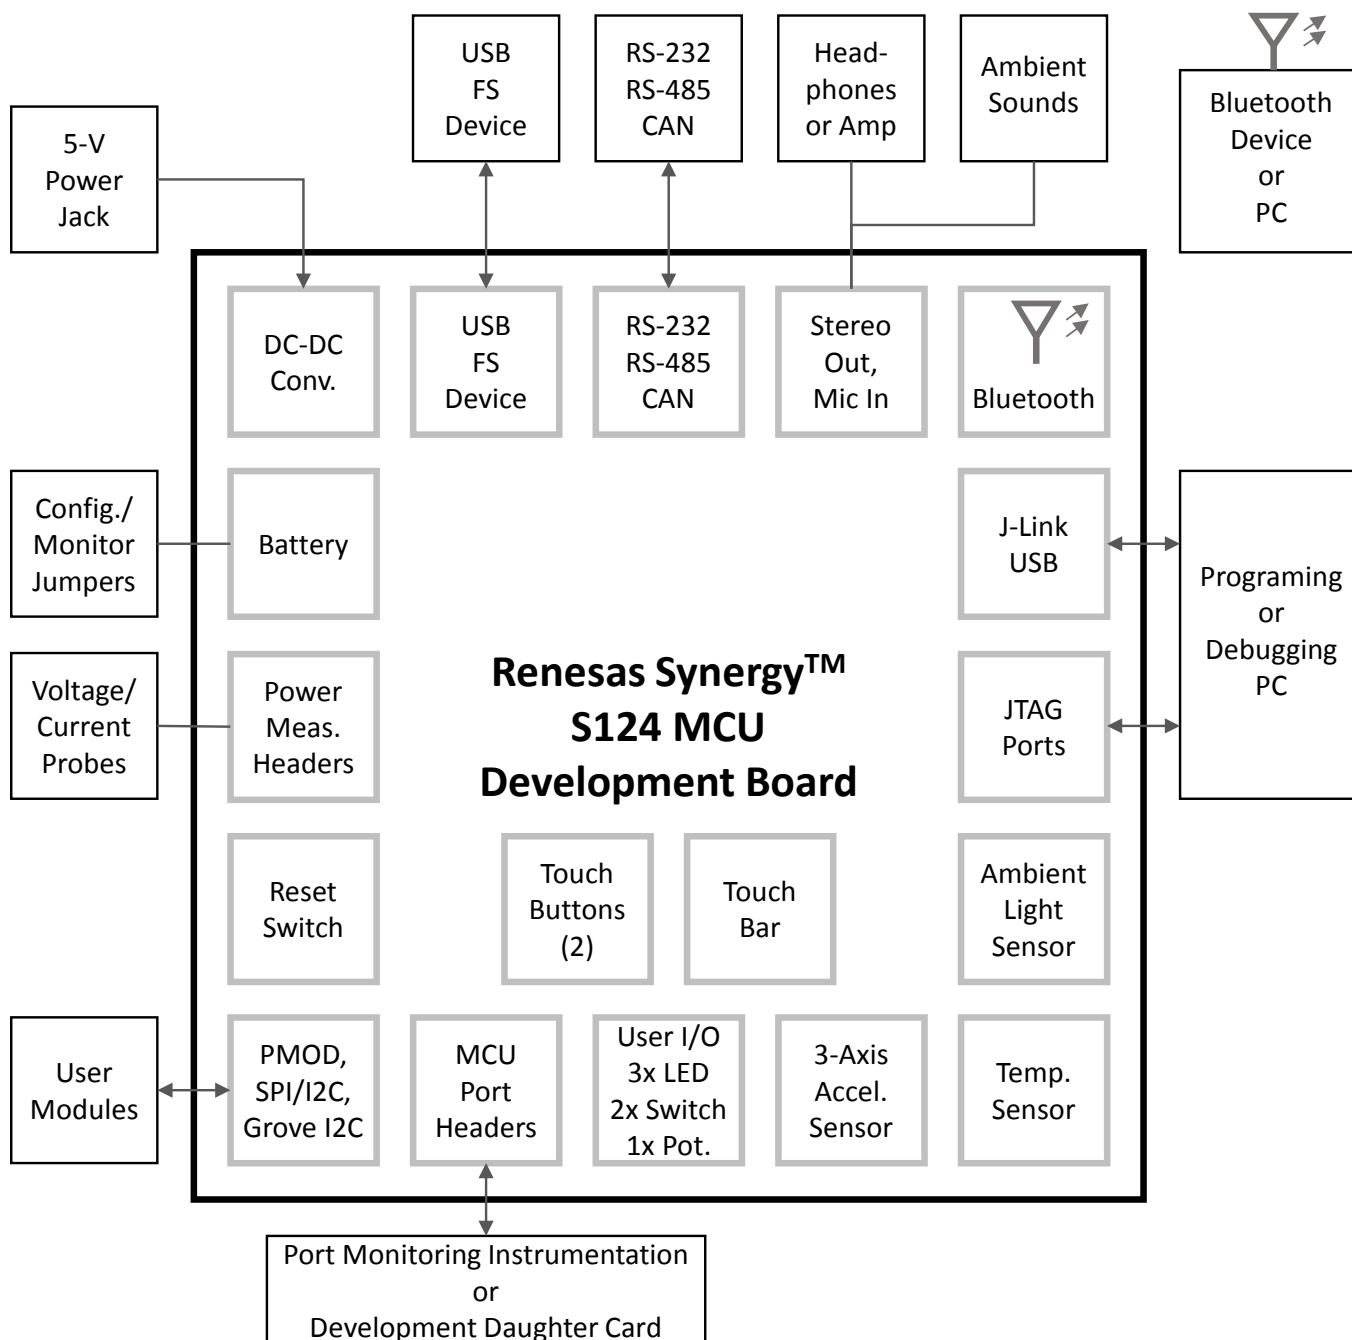 USB
FS
Device
RS-232
RS-485
CAN
Head-
phones
or Amp
Ambient
Sounds
Bluetooth
Device
or
PC
5-V
Power
Jack
DC-DC
Conv.
USB
FS
Device
RS-232
RS-485
CAN
Stereo
Out,
Mic In
Bluetooth
Config./
Monitor
Jumpers
Battery
J-Link
USB
Programing
or
Debugging
PC
Voltage/
Current
Probes
Power
Meas.
Headers
Renesas Synergy™
S124 MCU
Development Board
JTAG
Ports
Reset
Switch
Touch
Buttons
(2)
Touch
Bar
Ambient
Light
Sensor
User
Modules
PMOD,
SPI/I2C,
Grove I2C
MCU
Port
Headers
User I/O
3x LED
2x Switch
1x Pot.
3-Axis
Accel.
Sensor
Temp.
Sensor
Port Monitoring Instrumentation
or
Development Daughter Card